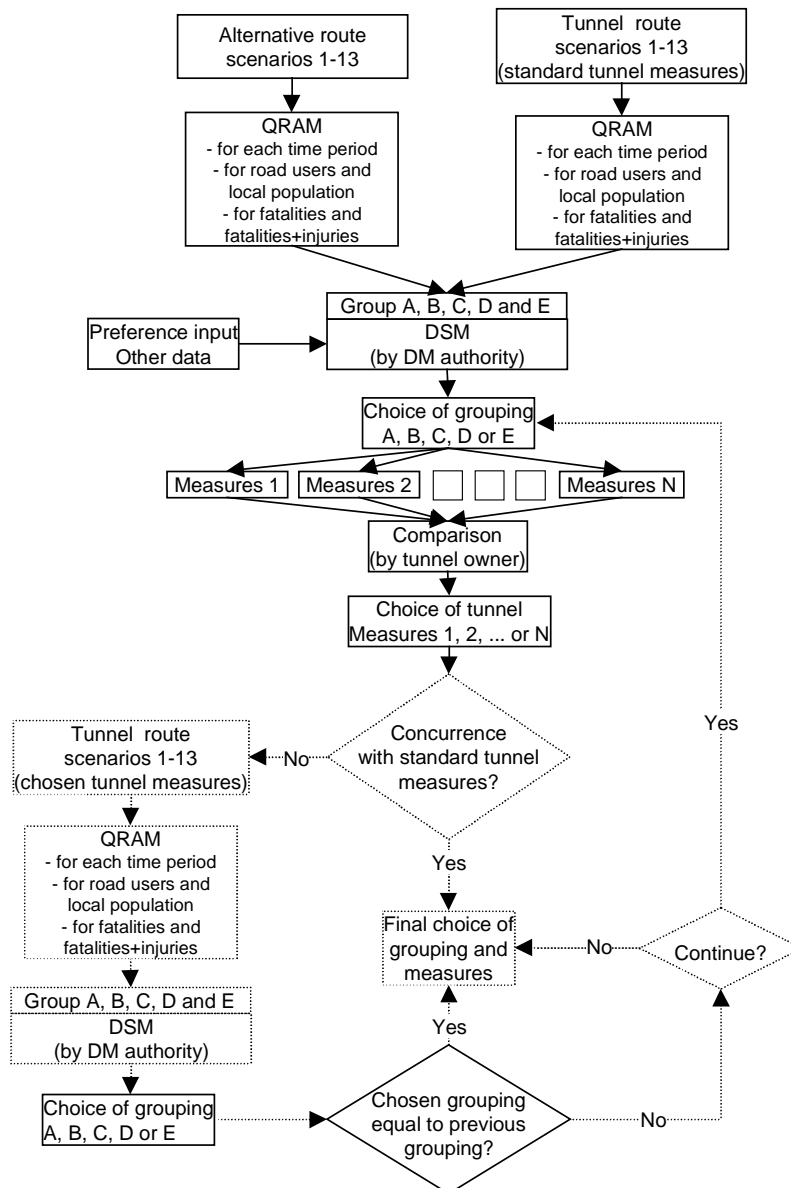 Alternative route
scenarios 1-13
Tunnel route
scenarios 1-13
(standard tunnel measures)
QRAM
- for each time period
- for road users and
local population
- for fatalities and
fatalities+injuries
QRAM
- for each time period
- for road users and
local population
- for fatalities and
fatalities+injuries
Group A, B, C, D and E
Preference input
Other data
DSM
(by DM authority)
Choice of grouping
A, B, C, D or E
Measures 1
Measures 2
Measures N
Comparison
(by tunnel owner)
Choice of tunnel
Measures 1, 2, ... or N
Concurrence
with standard tunnel
measures?
No
Yes
Yes
Tunnel route
scenarios 1-13
(chosen tunnel measures)
QRAM
- for each time period
- for road users and
local population
- for fatalities and
fatalities+injuries
Final choice of
grouping and
measures
No
Continue?
Group A, B, C, D and E
DSM
(by DM authority)
Yes
Choice of grouping
A, B, C, D or E
Chosen grouping
equal to previous
grouping?
No